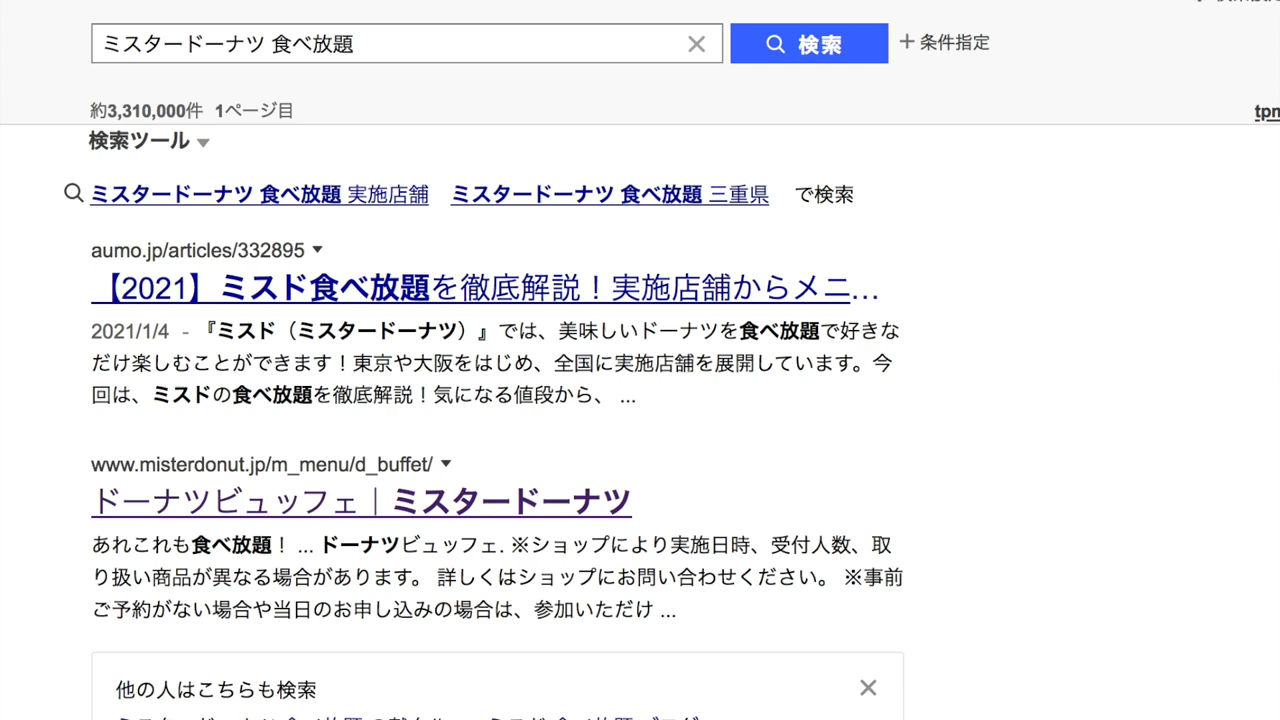 ミスタードーナツ 食べ放題
検索
+条件指定
約3,310,000件 1ページ目
検索ツール
ミスタードーナツ 食べ放題 実施店舗 ミスタードーナツ 食べ放題 三重県 で検索
aumo.jp/articles/332895
【2021】ミスド食べ放題を徹底解説！実施店舗からメニ...
2021/1/4 - 『ミスド（ミスタードーナツ）』では、美味しいドーナツを食べ放題で好きな
だけ楽しむことができます！東京や大阪をはじめ、全国に実施店舗を展開しています。今
回は、ミスドの食べ放題を徹底解説！気になる値段から、 ...
www.misterdonut.jp/m_menu/d_buffet/
ドーナツビュッフェ｜ミスタードーナツ
あれこれも食べ放題！ ... ドーナツビュッフェ. ※ショップにより実施日時、受付人数、取
り扱い商品が異なる場合があります。 詳しくはショップにお問い合わせください。 ※事前
ご予約がない場合や当日のお申し込みの場合は、参加いただけ ...
他の人はこちらも検索